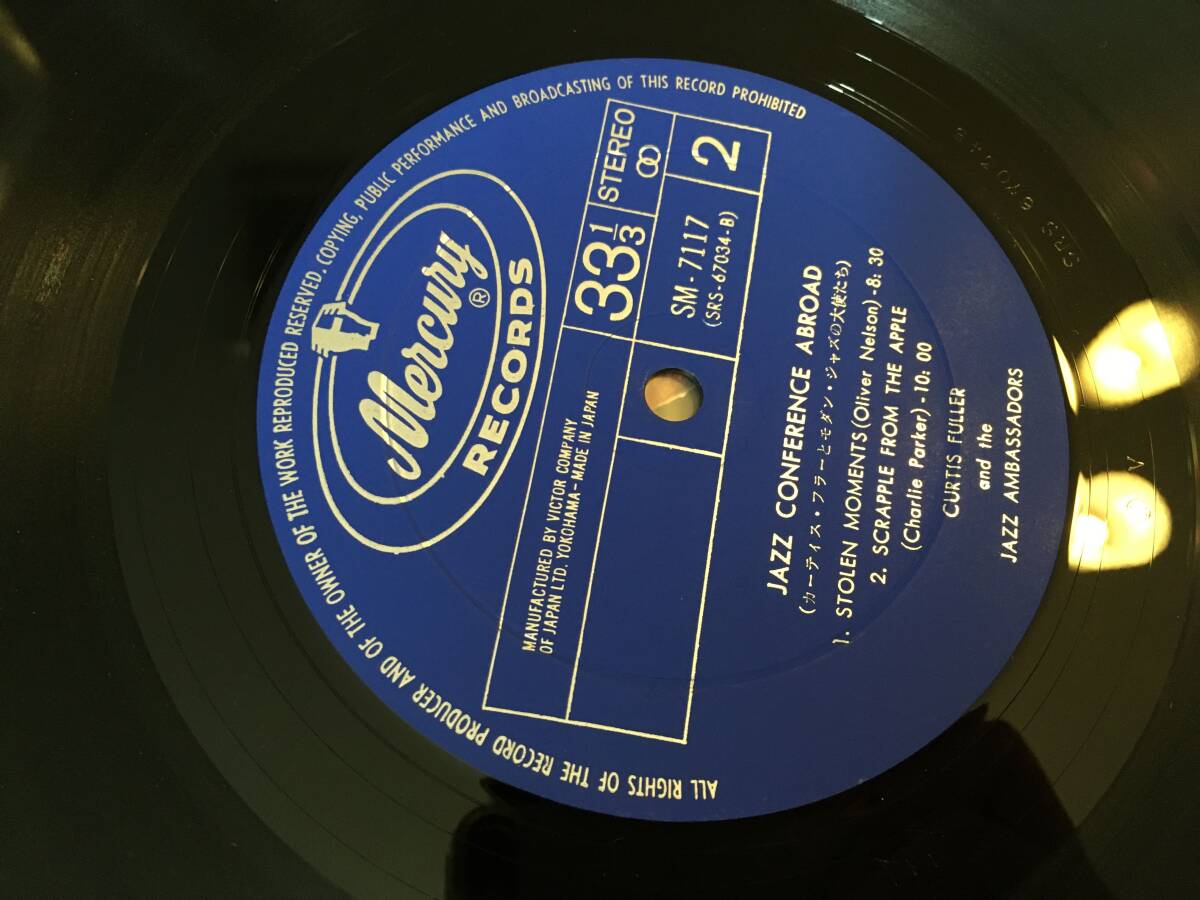 ALL RIGHTS OF THE RECORD PRODUCER AND OF THE OWNER OF THE WORK REPRODUCED RESERVED. COPYING, PUBLIC PERFORMANCE AND BROADCASTING OF THIS RECORD PROHIBITED
Mercury ®
RECORDS
MANUFACTURED BY VICTOR COMPANY
OF JAPAN LTD. YOKOHAMA-MADE IN JAPAN
33 1/3
STEREO
SM-7117
(SRS-67034-B)
2
JAZZ CONFERENCE ABROAD
(カーティス・フラーとモダン・ジャズの大使たち)
1. STOLEN MOMENTS (Oliver Nelson)-8:30
2. SCRAPPLE FROM THE APPLE
(Charlie Parker)-10:00
CURTIS FULLER
and the
JAZZ AMBASSADORS
SRS
V